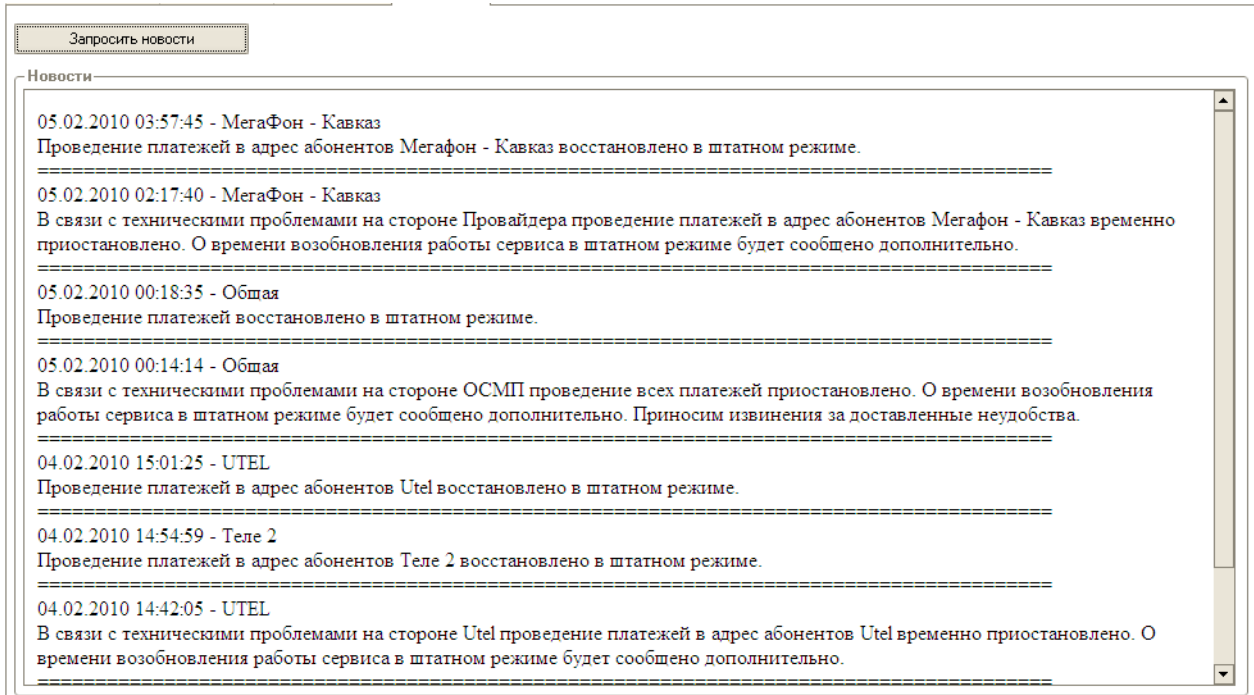 Запросить новости
Новости
05.02.2010 03:57:45 - МегаФон - Кавказ
Проведение платежей в адрес абонентов Мегафон - Кавказ восстановлено в штатном режиме.
========================================================================================
05.02.2010 02:17:40 - МегаФон - Кавказ
В связи с техническими проблемами на стороне Провайдера проведение платежей в адрес абонентов Мегафон - Кавказ временно
приостановлено. О времени возобновления работы сервиса в штатном режиме будет сообщено дополнительно.
========================================================================================
05.02.2010 00:18:35 - Общая
Проведение платежей восстановлено в штатном режиме.
========================================================================================
05.02.2010 00:14:14 - Общая
В связи с техническими проблемами на стороне ОСМП проведение всех платежей приостановлено. О времени возобновления
работы сервиса в штатном режиме будет сообщено дополнительно. Приносим извинения за доставленные неудобства.
========================================================================================
04.02.2010 15:01:25 - UTEL
Проведение платежей в адрес абонентов Utel восстановлено в штатном режиме.
========================================================================================
04.02.2010 14:54:59 - Теле 2
Проведение платежей в адрес абонентов Теле 2 восстановлено в штатном режиме.
========================================================================================
04.02.2010 14:42:05 - UTEL
В связи с техническими проблемами на стороне Utel проведение платежей в адрес абонентов Utel временно приостановлено. О
времени возобновления работы сервиса в штатном режиме будет сообщено дополнительно.
========================================================================================